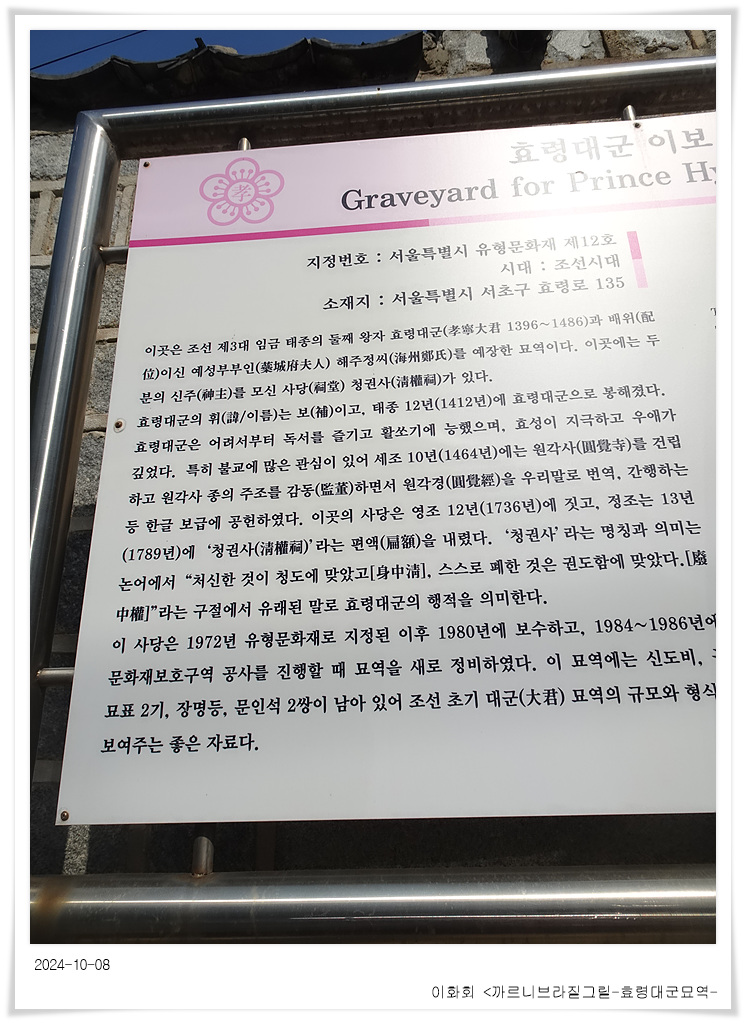 孝
효령대군 이보
Graveyard for Prince
지정번호 : 서울특별시 유형문화재 제12호
시대 : 조선시대
소재지 : 서울특별시 서초구 효령로 135
이곳은 조선 제3대 임금 태종의 둘째 왕자 효령대군(孝寧大君 1396~1486)과 배위(配
位)이신 예성부부인(蘂城府夫人) 해주정씨(海州鄭氏)를 예장한 묘역이다. 이곳에는 두
분의 신주(神主)를 모신 사당(祠堂) 청권사(淸權祠)가 있다.
효령대군의 휘(諱/이름)는 보(補)이고, 태종 12년(1412년)에 효령대군으로 봉해졌다.
효령대군은 어려서부터 독서를 즐기고 활쏘기에 능했으며, 효성이 지극하고 우애가
깊었다. 특히 불교에 많은 관심이 있어 세조 10년(1464년)에는 원각사(圓覺寺)를 건립
하고 원각사 종의 주조를 감동(監董)하면서 원각경(圓覺經)을 우리말로 번역, 간행하는
등 한글 보급에 공헌하였다. 이곳의 사당은 영조 12년(1736년)에 짓고, 정조는 13년
(1789년)에 ‘청권사(淸權祠)’라는 편액(扁額)을 내렸다. ‘청권사’라는 명칭과 의미는
논어에서 “처신한 것이 청도에 맞았고[身中淸], 스스로 폐한 것은 권도함에 맞았다.[廢
中權]”라는 구절에서 유래된 말로 효령대군의 행적을 의미한다.
이 사당은 1972년 유형문화재로 지정된 이후 1980년에 보수하고, 1984~1986년에
문화재보호구역 공사를 진행할 때 묘역을 새로 정비하였다. 이 묘역에는 신도비,
묘표 2기, 장명등, 문인석 2쌍이 남아 있어 조선 초기 대군(大君) 묘역의 규모와 형식
보여주는 좋은 자료다.
2024-10-08
이화회 <까르니브라질그릴-효령대군묘역-